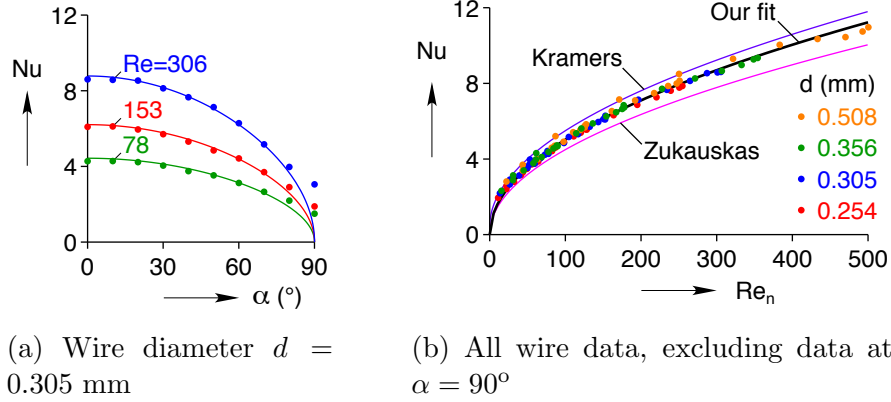 12
Nu
8
4
0
Re=306
153
78
0
30
60
90
α (°)
12
Nu
8
4
0
Our fit
Kramers
Zukauskas
d (mm)
0.508
0.356
0.305
0.254
0
100
200
300
400
500
Reₙ
(a) Wire diameter d =
0.305 mm
(b) All wire data, excluding data at
α = 90º